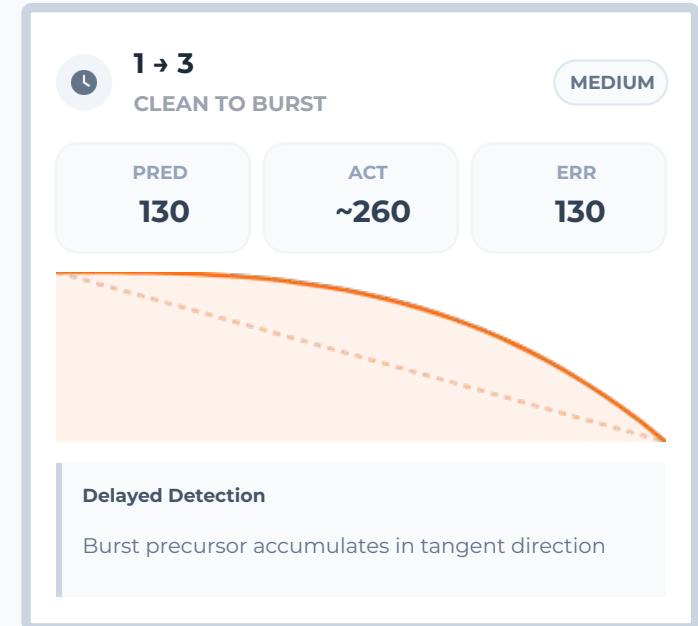 1 → 3
CLEAN TO BURST
MEDIUM
PRED
130
ACT
~260
ERR
130
Delayed Detection
Burst precursor accumulates in tangent direction